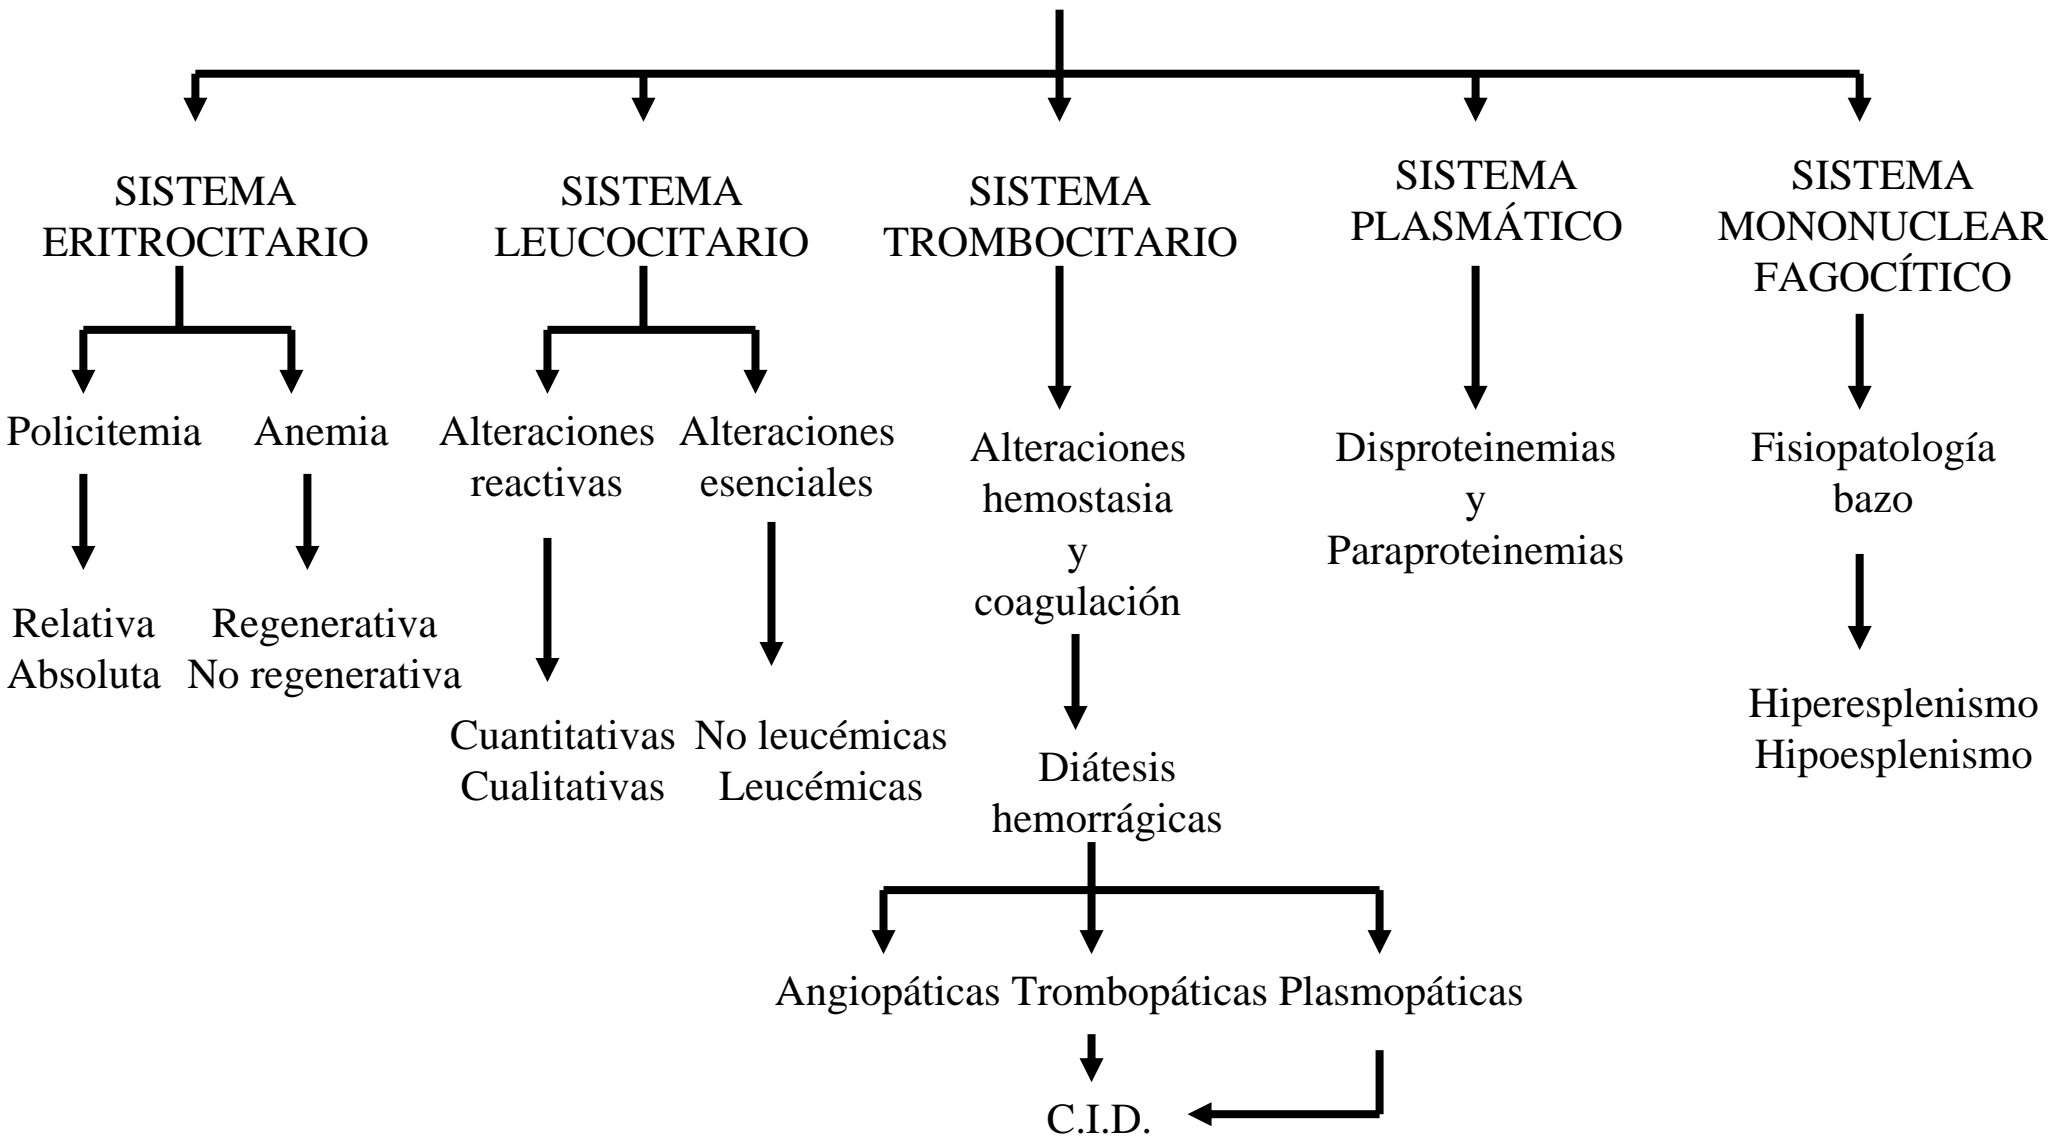 SISTEMA
ERITROCITARIO
SISTEMA
LEUCOCITARIO
SISTEMA
TROMBOCITARIO
SISTEMA
PLASMÁTICO
SISTEMA
MONONUCLEAR
FAGOCÍTICO
Policitemia
Anemia
Alteraciones
reactivas
Alteraciones
esenciales
Alteraciones
hemostasia
y
coagulación
Disproteinemias
y
Paraproteinemias
Fisiopatología
bazo
Relativa
Absoluta
Regenerativa
No regenerativa
Cuantitativas
Cualitativas
No leucémicas
Leucémicas
Diátesis
hemorrágicas
Hiperesplenismo
Hipoesplenismo
Angiopáticas Trombopáticas Plasmopáticas
C.I.D.